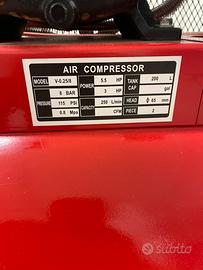 AIR COMPRESSOR
MODEL V-0.25/8 POWER 5.5 HP TANK CAP 200 L
8 BAR 3 HP gal
PRESSURE 115 PSI CAPACITY 250 L/min HEAD ϕ 65 mm
0.8 Mpa CFM PIECE 2
subito